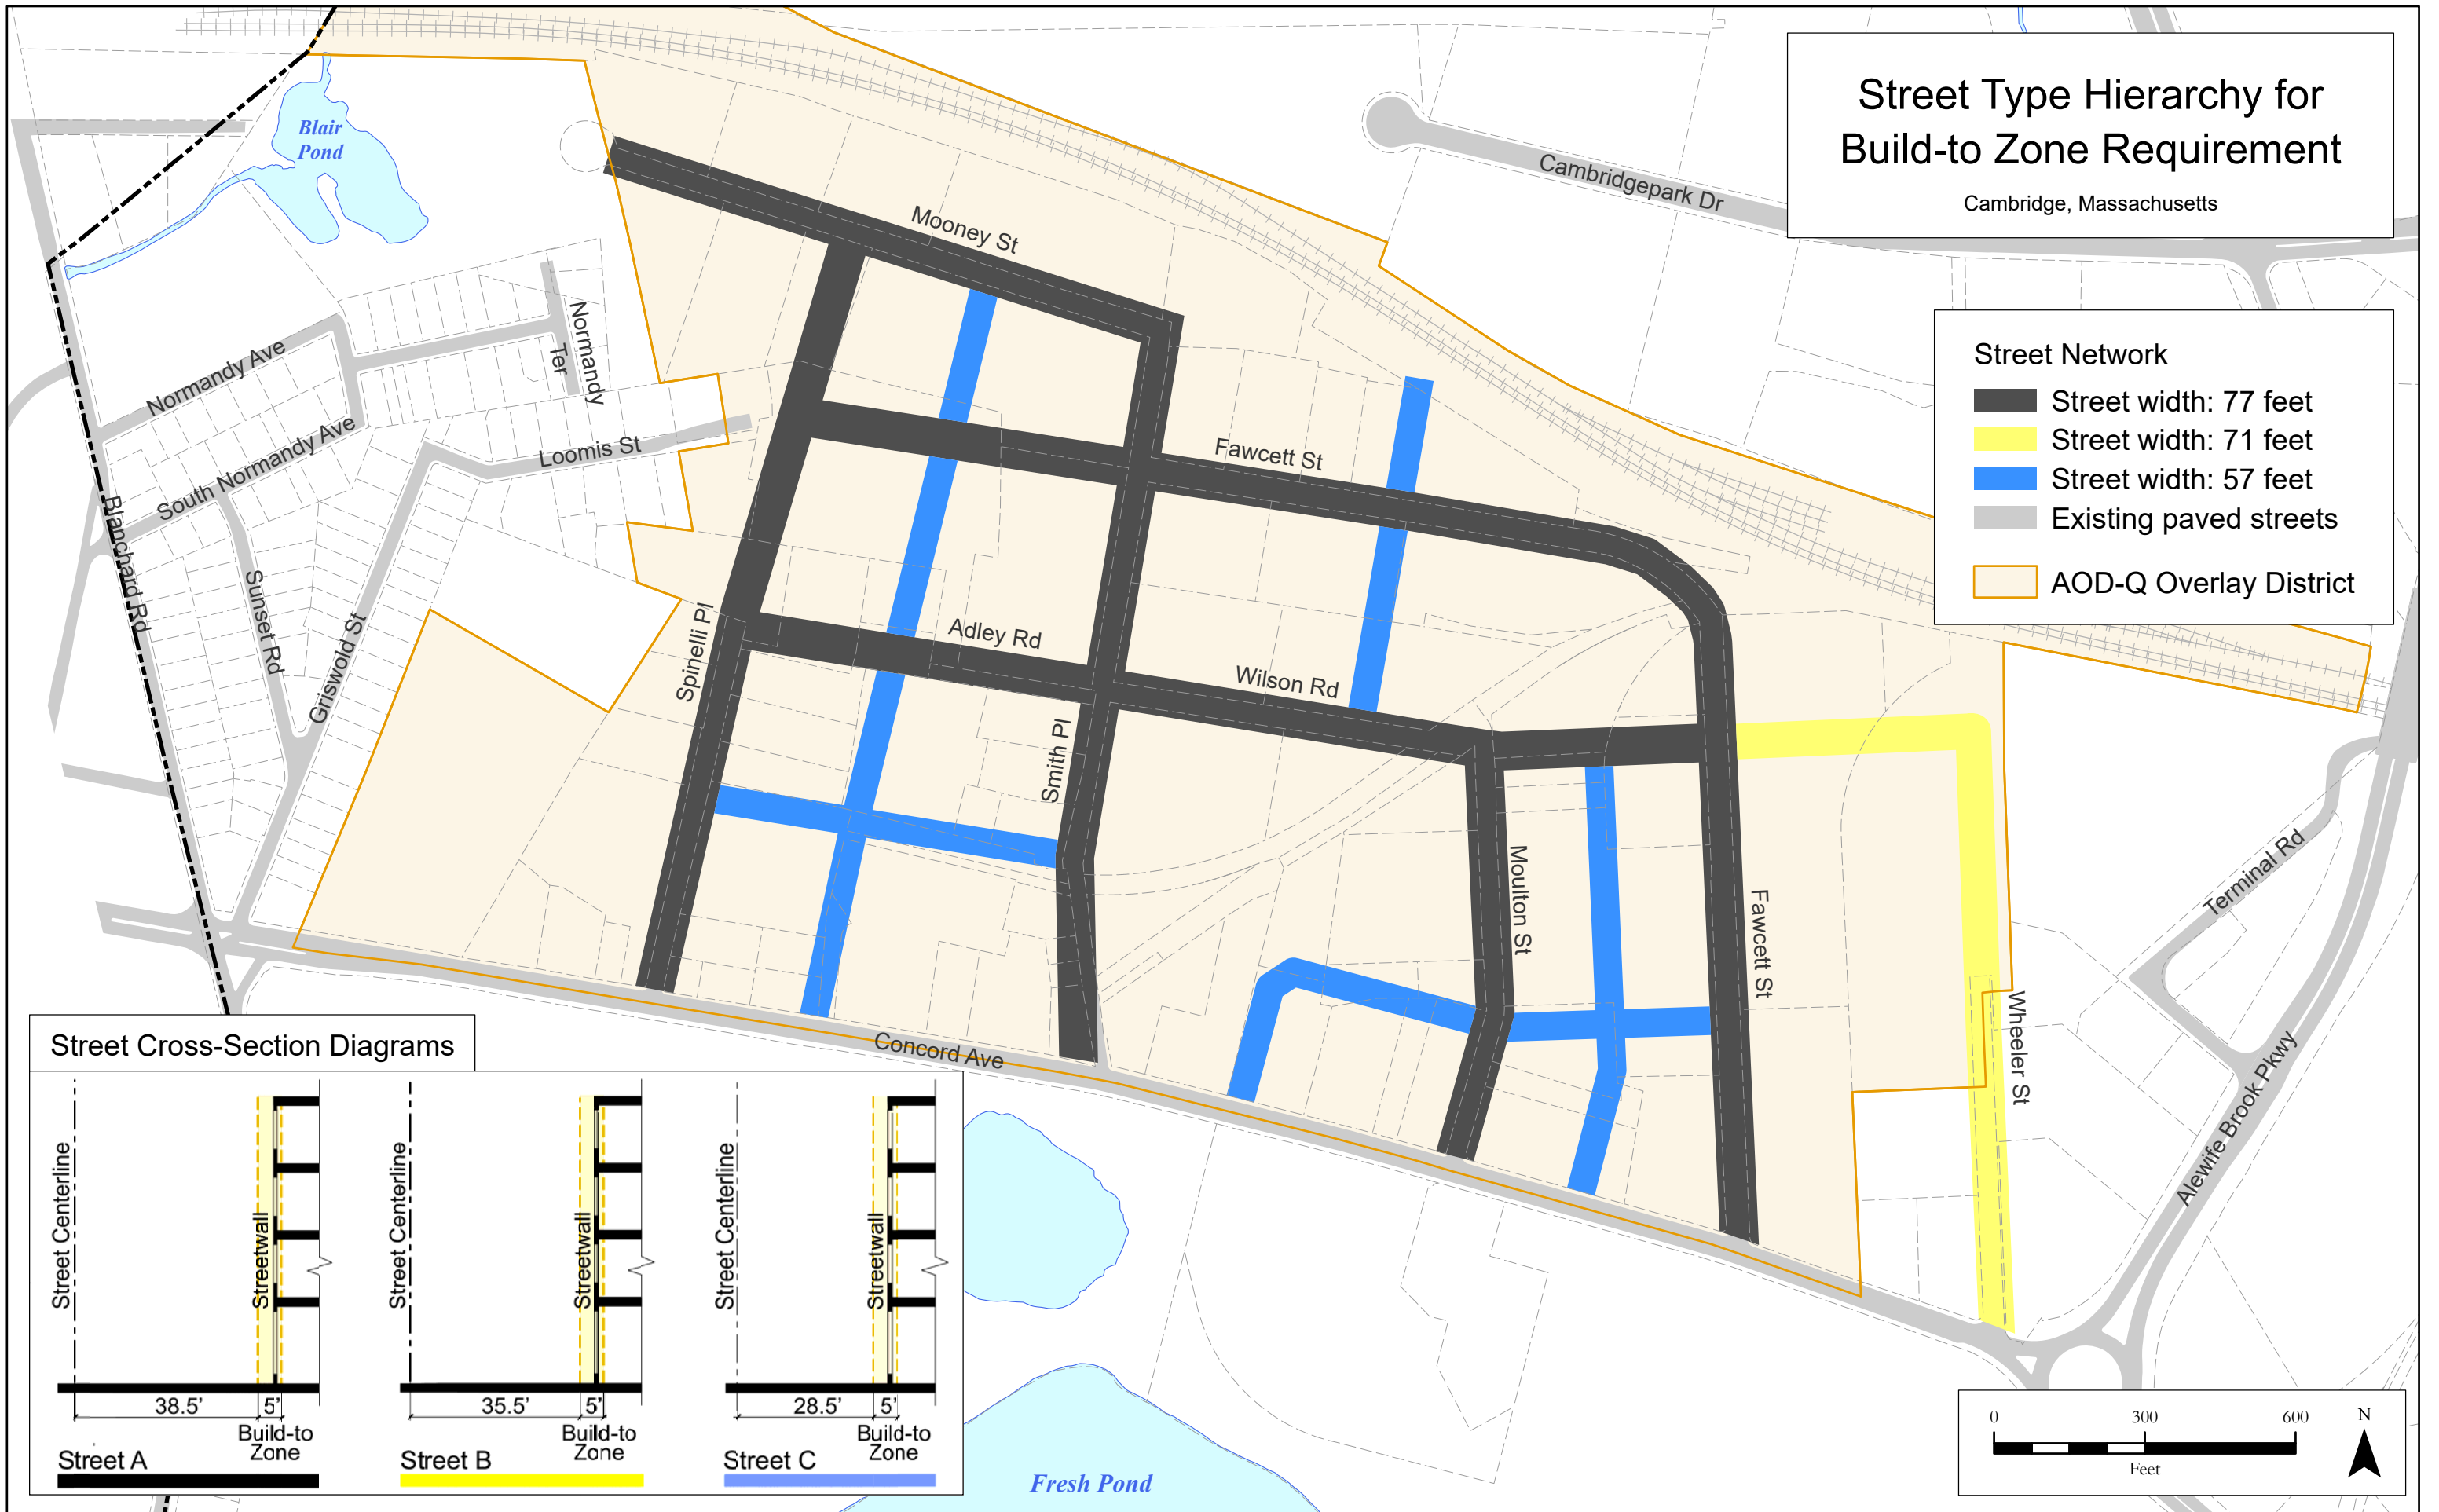 Street Type Hierarchy for
Build-to Zone Requirement
Cambridge, Massachusetts
Blair
Pond
Cambridgepark Dr
Mooney St
Normandy
Ter
Normandy Ave
South Normandy Ave
Loomis St
Fawcett St
Street Network
Street width: 77 feet
Street width: 71 feet
Street width: 57 feet
Existing paved streets
AOD-Q Overlay District
Blanchard Rd
Sunset Rd
Griswold St
Spinelli Pl
Adley Rd
Wilson Rd
Smith Pl
Moulton St
Fawcett St
Terminal Rd
Wheeler St
Alewife Brook Pkwy
Concord Ave
Street Cross-Section Diagrams
Street Centerline
Streetwall
38.5'
5'
Build-to
Zone
Street A
Street Centerline
Streetwall
35.5'
5'
Build-to
Zone
Street B
Street Centerline
Streetwall
28.5'
5'
Build-to
Zone
Street C
Fresh Pond
0 300 600
Feet
N